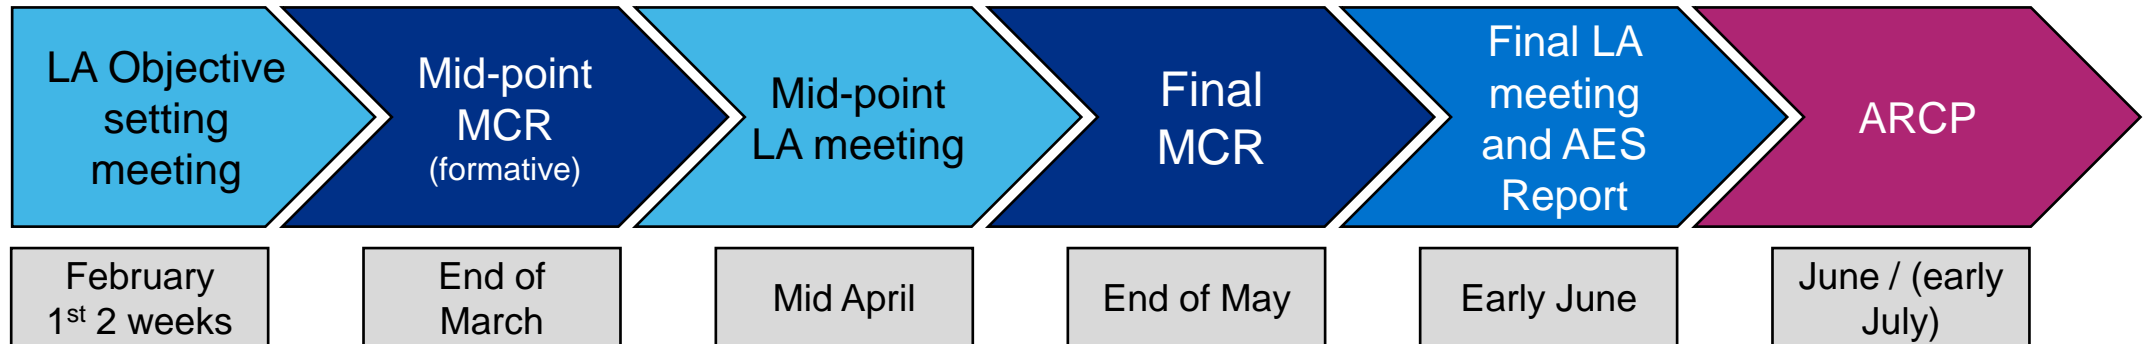 LA Objective
setting
meeting
Mid-point
MCR
(formative)
Mid-point
LA meeting
Final
MCR
Final LA
meeting
and AES
Report
ARCP
February
1st 2 weeks
End of
March
Mid April
End of May
Early June
June / (early
July)